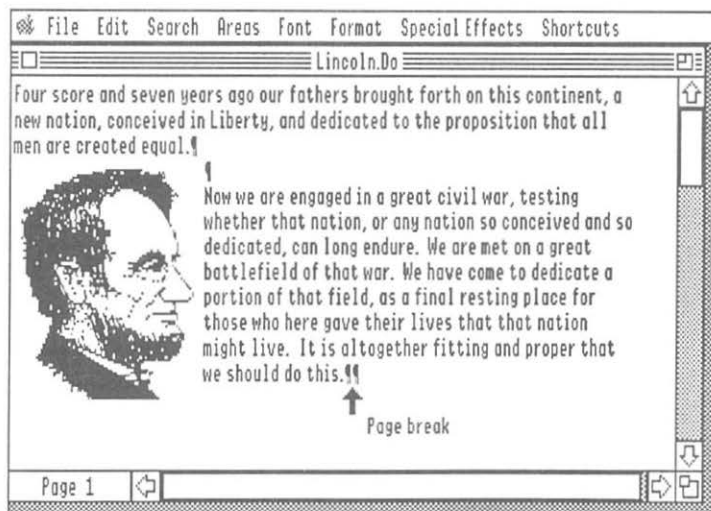 File Edit Search Areas Font Format Special Effects Shortcuts
Lincoln.Do
Four score and seven years ago our fathers brought forth on this continent, a
new nation, conceived in Liberty, and dedicated to the proposition that all
men are created equal.¶
¶
Now we are engaged in a great civil war, testing
whether that nation, or any nation so conceived and so
dedicated, can long endure. We are met on a great
battlefield of that war. We have come to dedicate a
portion of that field, as a final resting place for
those who here gave their lives that that nation
might live. It is altogether fitting and proper that
we should do this.¶¶
Page break
Page 1